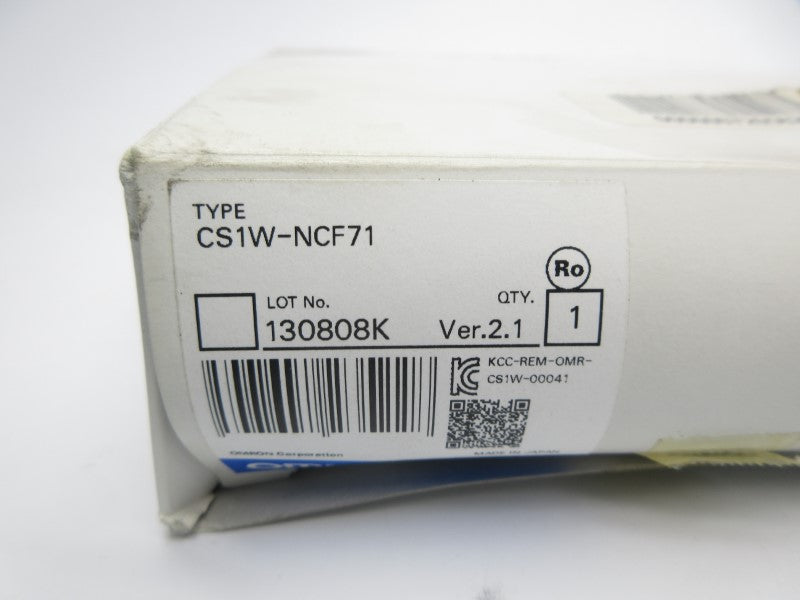 TYPE
CS1W-NCF71
Ro
LOT No.
QTY.
130808K
Ver.2.1
1
KCC-REM-OMR-
CS1W-00041
OMRON Corporation
MADE IN JAPAN